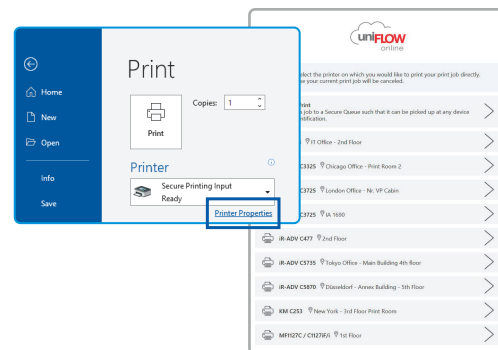 Print
Home
New
Open
Info
Save
Copies: 1
Print
Printer
Secure Printing Input
Ready
Printer Properties
uniFLOW
online
elect the printer on which you would like to print your print job directly.
your current print job will be canceled.
rint
job to a Secure Queue such that it can be picked up at any device
ntification.
IT Office - 2nd Floor
C3325 Chicago Office - Print Room 2
C3725 London Office - Nr. VP Cabin
C3725 IA 1690
iR-ADV C477 2nd Floor
iR-ADV C5735 Tokyo Office - Main Building 4th floor
iR-ADV C5870 Düsseldorf - Annex Building - 5th Floor
KM C253 New York - 3rd Floor Print Room
MF1127C / C1127iF/i 1st Floor